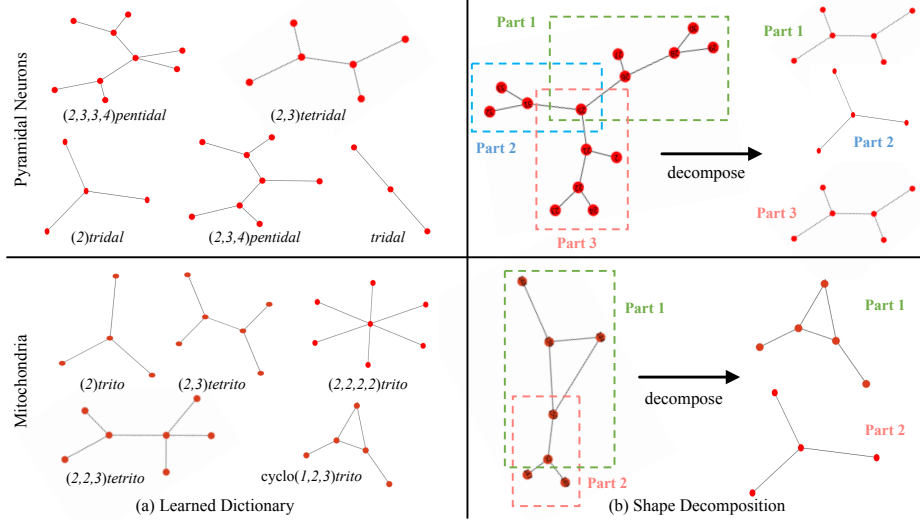 Pyramidal Neurons
(2,3,3,4)pentidal
(2,3)tetridal
(2)tridal
(2,3,4)pentidal
tridal
Part 1
Part 2
Part 3
decompose
Part 1
Part 2
Part 3
Mitochondria
(2)trito
(2,3)tetrito
(2,2,2,2)trito
(2,2,3)tetrito
cyclo(1,2,3)trito
(a) Learned Dictionary
Part 1
Part 2
decompose
Part 1
Part 2
(b) Shape Decomposition